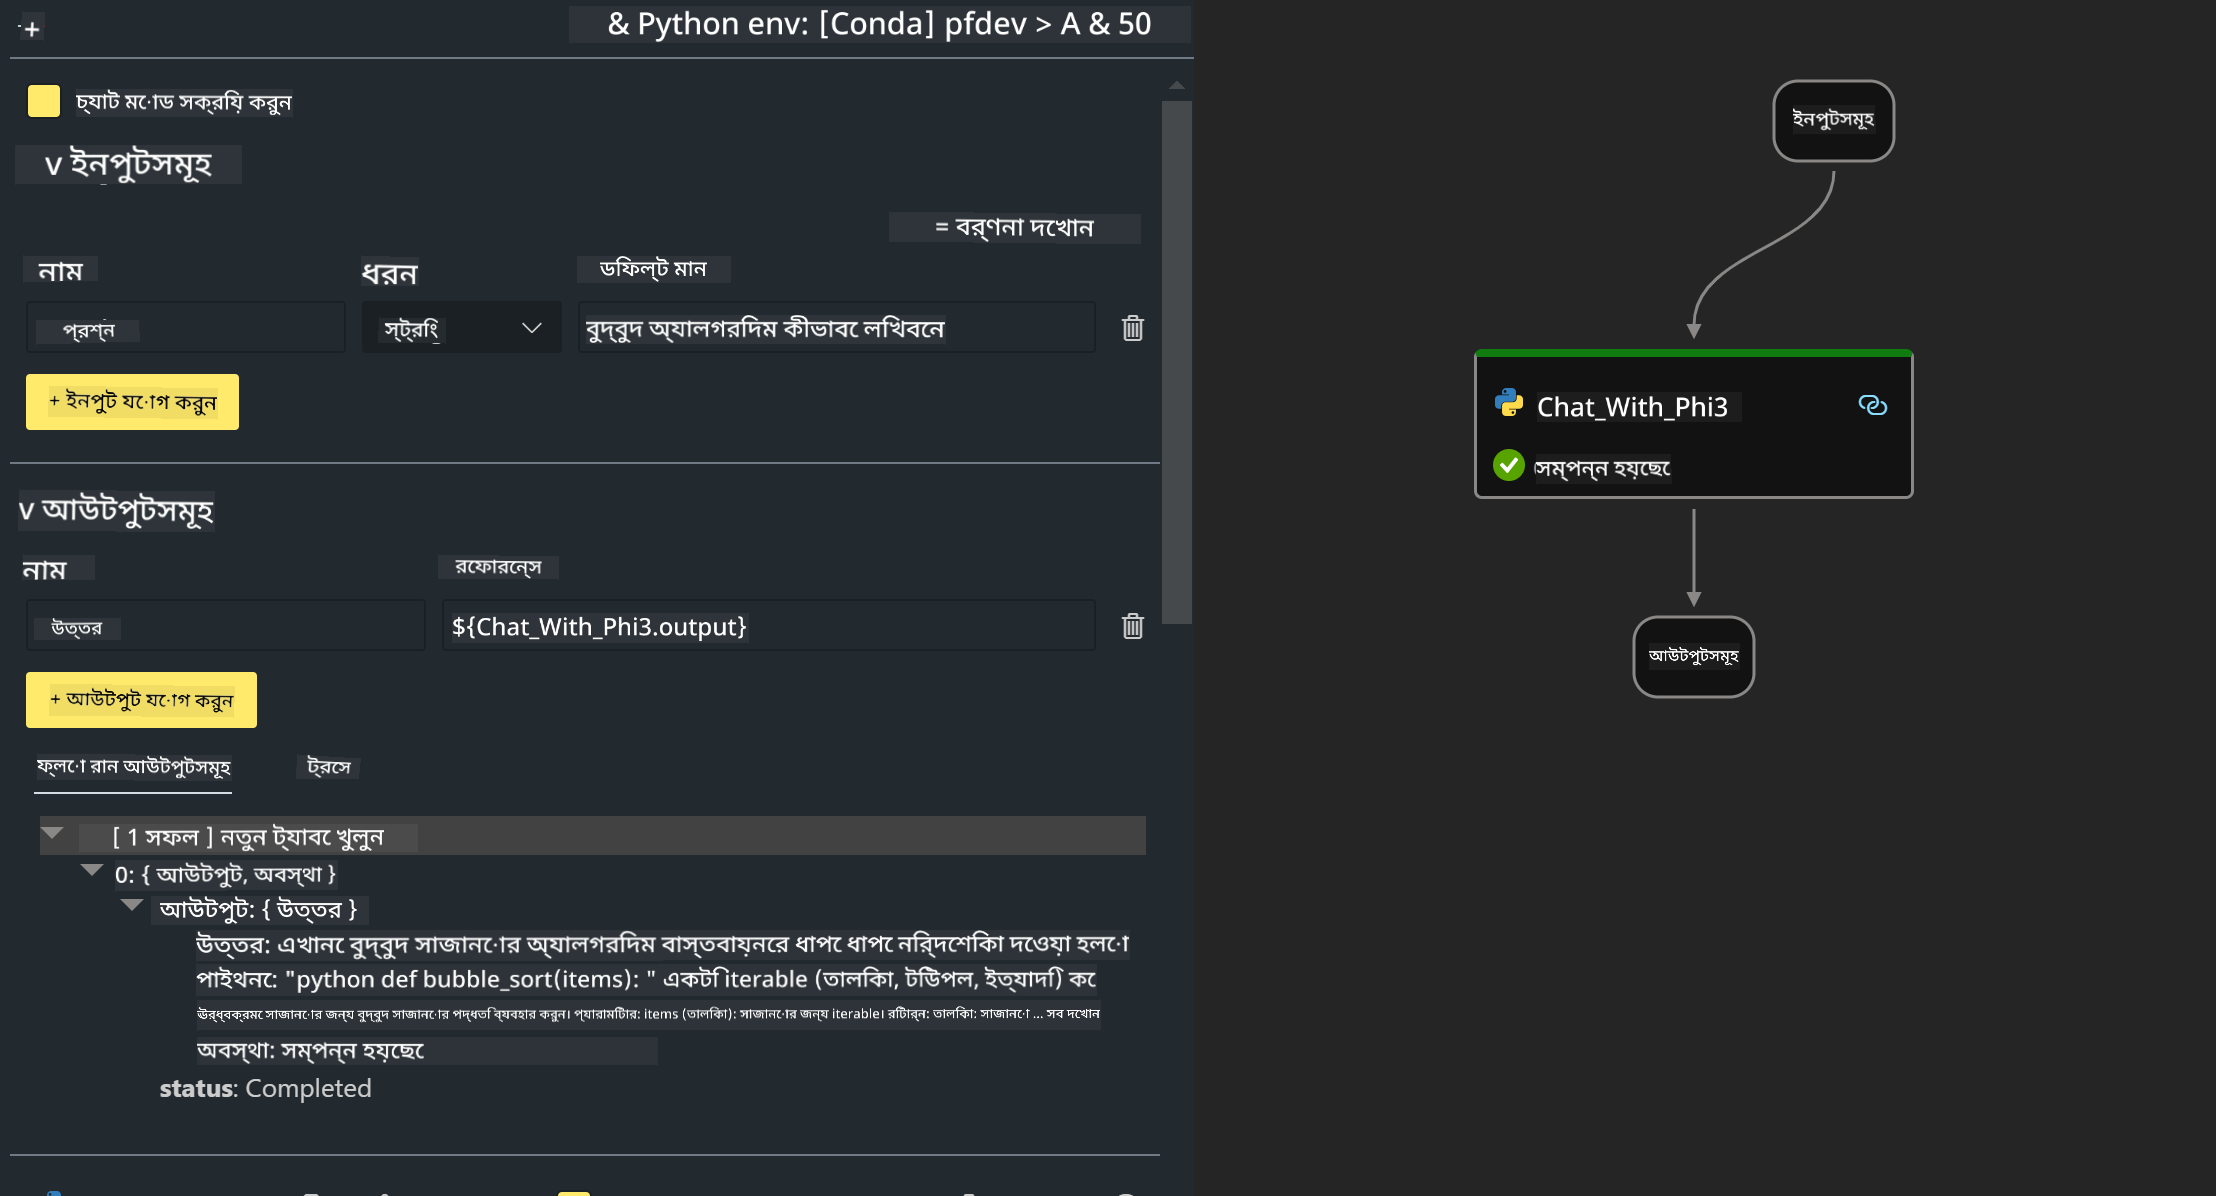 + & Python env: [Conda] pfdev > A & 50
চ্যাট মোড সক্রিয় করুন
v ইনপুটসমূহ
= বর্ণনা দেখান
নাম ধরন ডিফল্ট মান
প্রশ্ন স্ট্রিং বুদ্বুদ অ্যালগরিদম কীভাবে লিখবেন
+ ইনপুট যোগ করুন
v আউটপুটসমূহ
নাম রেফারেন্স
উত্তর ${Chat_With_Phi3.output}
+ আউটপুট যোগ করুন
ফ্লো রান আউটপুটসমূহ ট্রেস
[ 1 সফল ] নতুন ট্যাবে খুলুন
0: { আউটপুট, অবস্থা }
আউটপুট: { উত্তর }
উত্তর: এখানে বুদ্বুদ সাজানোর অ্যালগরিদম বাস্তবায়নের ধাপে ধাপে নির্দেশিকা দেওয়া হলো
পাইথনে: "python def bubble_sort(items): " একটি iterable (তালিকা, টিউপল, ইত্যাদি) কে
ঊর্ধ্বক্রমে সাজানোর জন্য বুদ্বুদ সাজানোর পদ্ধতি ব্যবহার করুন। প্যারামিটার: items (তালিকা): সাজানোর জন্য iterable। রিটার্ন: তালিকা: সাজানো ... সব দেখান
অবস্থা: সম্পন্ন হয়েছে
status: Completed
ইনপুটসমূহ
Chat_With_Phi3
সম্পন্ন হয়েছে
আউটপুটসমূহ